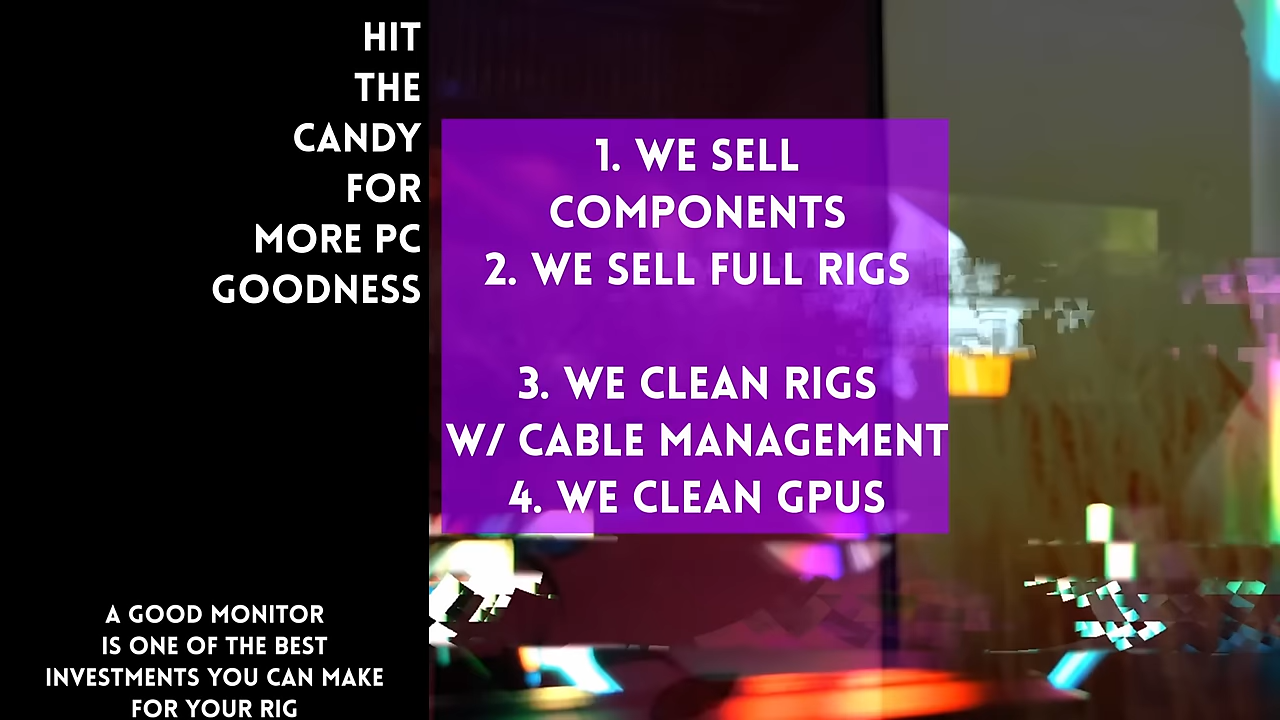 HIT
THE
CANDY
FOR
MORE PC
GOODNESS
1. WE SELL
COMPONENTS
2. WE SELL FULL RIGS
3. WE CLEAN RIGS
W/ CABLE MANAGEMENT
4. WE CLEAN GPUS
A GOOD MONITOR
IS ONE OF THE BEST
INVESTMENTS YOU CAN MAKE
FOR YOUR RIG